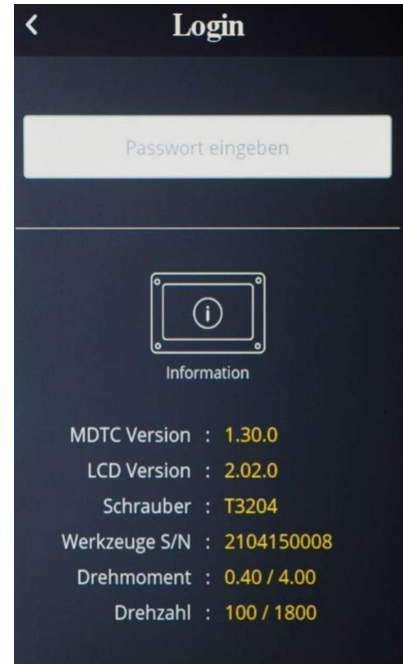 Login
Passwort eingeben
Information
MDTC Version : 1.30.0
LCD Version : 2.02.0
Schrauber : T3204
Werkzeuge S/N : 2104150008
Drehmoment : 0.40 / 4.00
Drehzahl : 100 / 1800